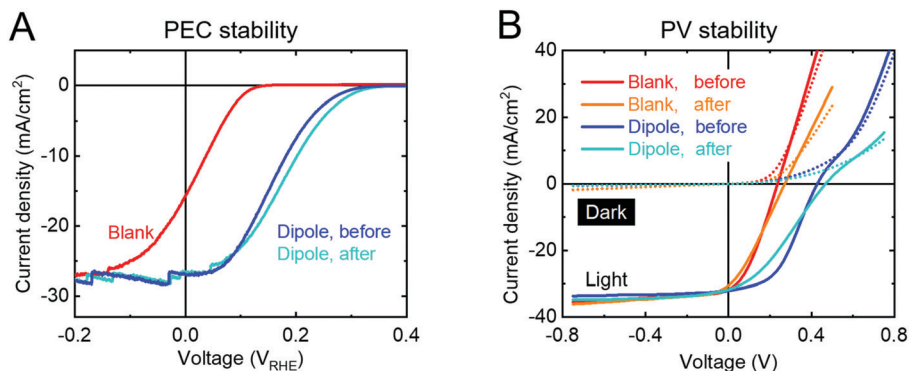 A
PEC stability
0
-10
-20
-30
Current density (mA/cm²)
Blank
Dipole, before
Dipole, after
-0.2
0.0
0.2
0.4
Voltage (V_RHE)
B
PV stability
40
20
0
-20
-40
Current density (mA/cm²)
Blank, before
Blank, after
Dipole, before
Dipole, after
Dark
Light
-0.8
-0.4
0.0
0.4
0.8
Voltage (V)